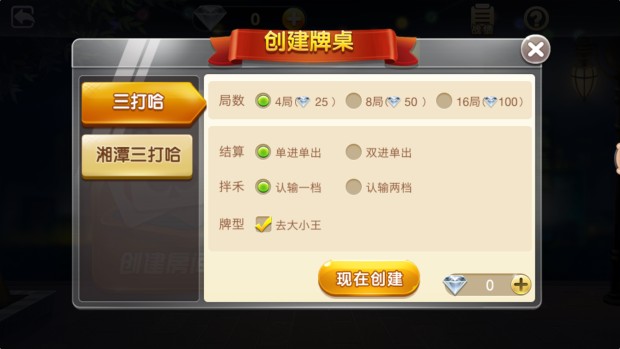 0
创建牌桌
三打哈
湘潭三打哈
局数 4局( 25 ) 8局( 50 ) 16局( 100)
结算 单进单出 双进单出
拌禾 认输一档 认输两档
牌型 去大小王
现在创建
0